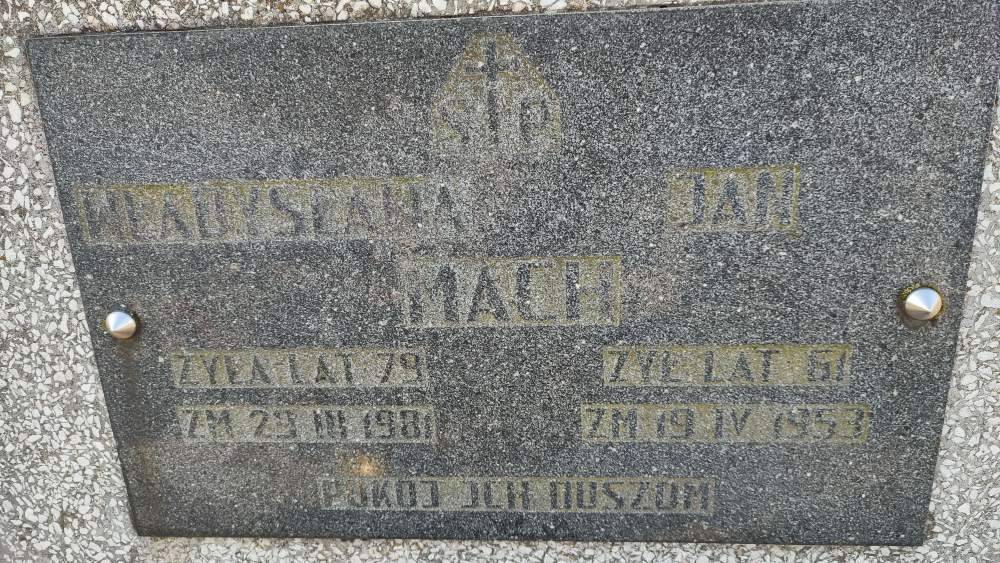 Ś P
WŁADYSŁAWA JAN
MACH
ŻYŁA LAT 79 ŻYŁ LAT 61
ZM 29 III 1981 ZM 19 IV 1953
POKÓJ ICH DUSZOM